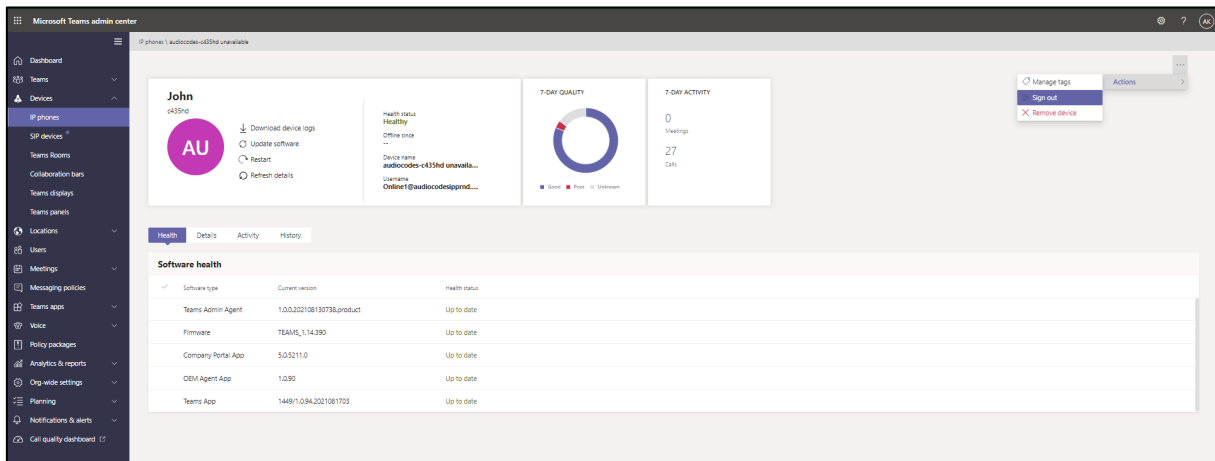 Microsoft Teams admin center
?
AK
IP phones \ audiocodes-c435hd unavailable
Dashboard
Teams
Devices
IP phones
SIP devices
Teams Rooms
Collaboration bars
Teams displays
Teams panels
Locations
Users
Meetings
Messaging policies
Teams apps
Voice
Policy packages
Analytics & reports
Org-wide settings
Planning
Notifications & alerts
Call quality dashboard
...
Manage tags
Sign out
Remove device
Actions
John
c435hd
AU
Download device logs
Update software
Restart
Refresh details
Health status
Healthy
Offline since
--
Device name
audiocodes-c435hd unavaila...
Username
Online1@audiocodesipprnd....
7-DAY QUALITY
Good Poor Unknown
7-DAY ACTIVITY
0
Meetings
27
Calls
Health Details Activity History
Software health
Software type Current version Health status
Teams Admin Agent 1.0.0.202108130738.product Up to date
Firmware TEAMS_1.14.390 Up to date
Company Portal App 5.0.5211.0 Up to date
OEM Agent App 1.0.90 Up to date
Teams App 1449/1.0.94.2021081703 Up to date